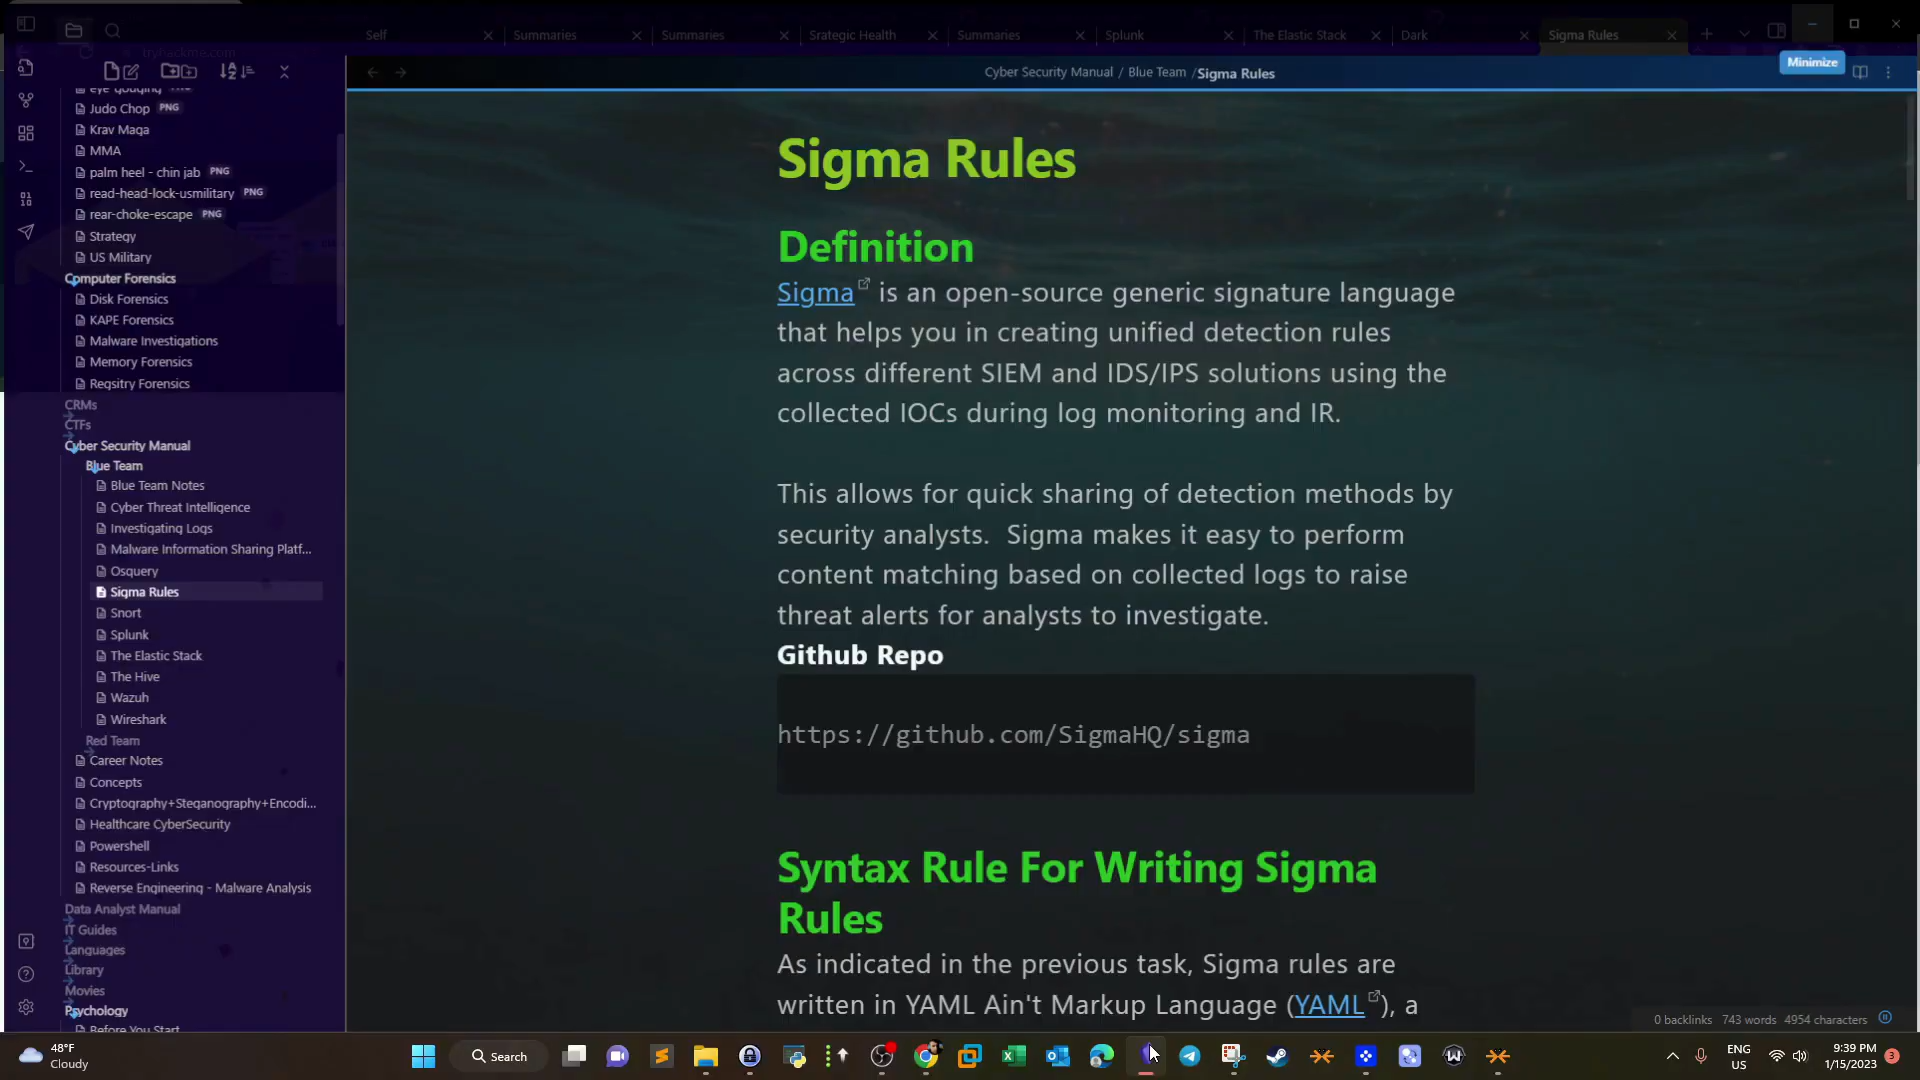 Self
Summaries
Summaries
Srategic Health
Summaries
Splunk
The Elastic Stack
Dark
Sigma Rules
tryhackme.com
Minimize
Cyber Security Manual / Blue Team / Sigma Rules
eye gouging PNG
Judo Chop PNG
Krav Maga
MMA
palm heel - chin jab PNG
read-head-lock-usmilitary PNG
rear-choke-escape PNG
Strategy
US Military
Computer Forensics
Disk Forensics
KAPE Forensics
Malware Investigations
Memory Forensics
Regsitry Forensics
CRMs
CTFs
Cyber Security Manual
Blue Team
Blue Team Notes
Cyber Threat Intelligence
Investigating Logs
Malware Information Sharing Platf...
Osquery
Sigma Rules
Snort
Splunk
The Elastic Stack
The Hive
Wazuh
Wireshark
Red Team
Career Notes
Concepts
Cryptography+Steganography+Encodi...
Healthcare CyberSecurity
Powershell
Resources-Links
Reverse Engineering - Malware Analysis
Data Analyst Manual
IT Guides
Languages
Library
Movies
Psychology
Before You Start
Sigma Rules
Definition
Sigma is an open-source generic signature language
that helps you in creating unified detection rules
across different SIEM and IDS/IPS solutions using the
collected IOCs during log monitoring and IR.
This allows for quick sharing of detection methods by
security analysts. Sigma makes it easy to perform
content matching based on collected logs to raise
threat alerts for analysts to investigate.
Github Repo
https://github.com/SigmaHQ/sigma
Syntax Rule For Writing Sigma
Rules
As indicated in the previous task, Sigma rules are
written in YAML Ain't Markup Language (YAML), a
0 backlinks 743 words 4954 characters
48°F
Cloudy
Search
ENG
US
9:39 PM
1/15/2023
3